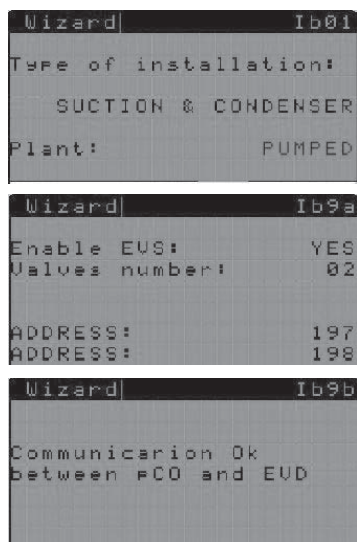 Wizard Ib01
Type of installation:
SUCTION & CONDENSER
Plant: PUMPED
Wizard Ib9a
Enable EVS: YES
Valves number: 02
ADDRESS: 197
ADDRESS: 198
Wizard Ib9b
Communicarion Ok
between pCO and EVD